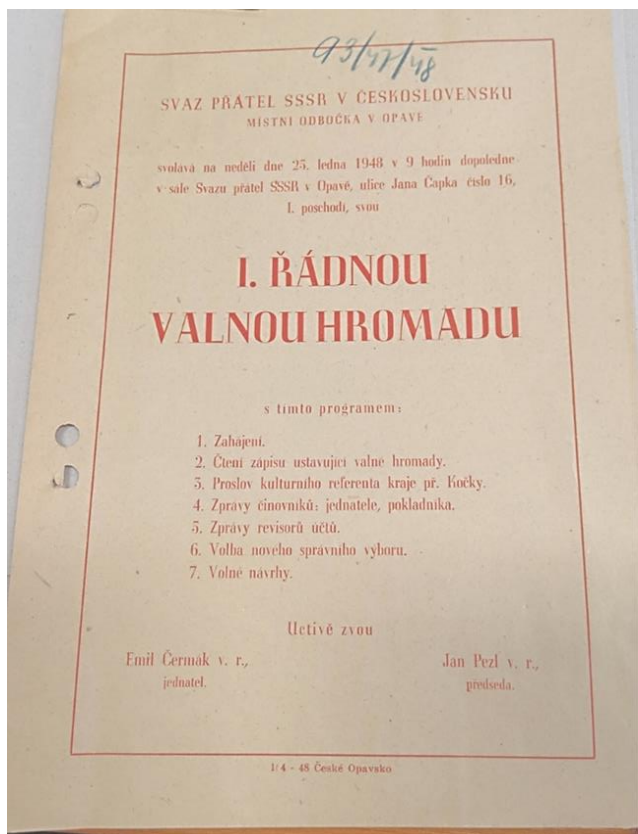 93/47/48
SVAZ PŘÁTEL SSSR V ČESKOSLOVENSKU
MÍSTNÍ ODBOČKA V OPAVĚ
svolává na neděli dne 25. ledna 1948 v 9 hodin dopoledne
v sále Svazu přátel SSSR v Opavě, ulice Jana Čapka číslo 16,
I. poschodí, svou
I. ŘÁDNOU
VALNOU HROMADU
s tímto programem:
1. Zahájení.
2. Čtení zápisu ustavující valné hromady.
3. Proslov kulturního referenta kraje př. Kočky.
4. Zprávy činovníků: jednatele, pokladníka.
5. Zprávy revisorů účtů.
6. Volba nového správního výboru.
7. Volné návrhy.
Uctivě zvou
Emil Čermák v. r.,
jednatel.
Jan Pezl v. r.,
předseda.
1/4 - 48 České Opavsko